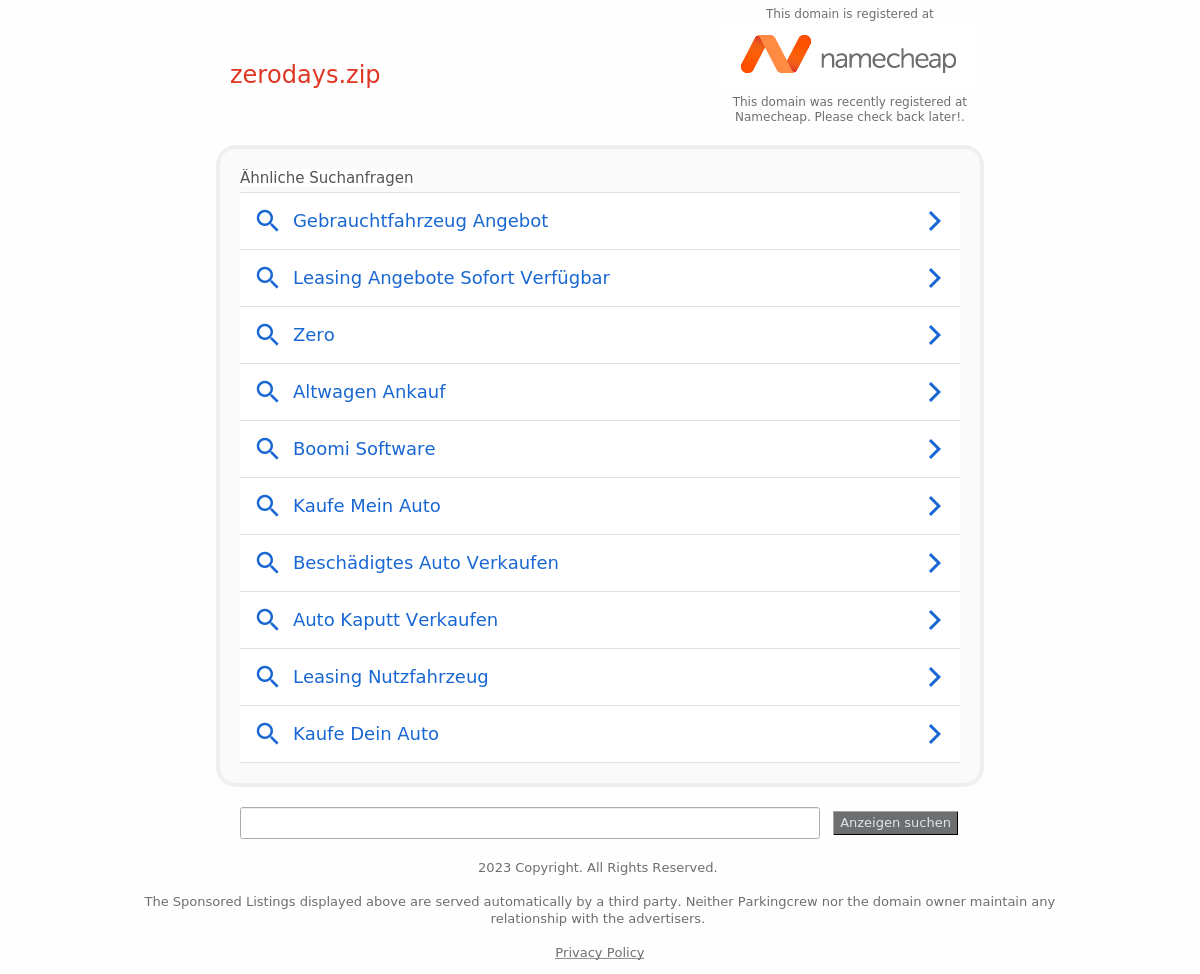 This domain is registered at
namecheap
zerodays.zip
This domain was recently registered at
Namecheap. Please check back later!.
Ähnliche Suchanfragen
Gebrauchtfahrzeug Angebot
Leasing Angebote Sofort Verfügbar
Zero
Altwagen Ankauf
Boomi Software
Kaufe Mein Auto
Beschädigtes Auto Verkaufen
Auto Kaputt Verkaufen
Leasing Nutzfahrzeug
Kaufe Dein Auto
Anzeigen suchen
2023 Copyright. All Rights Reserved.
The Sponsored Listings displayed above are served automatically by a third party. Neither Parkingcrew nor the domain owner maintain any
relationship with the advertisers.
Privacy Policy